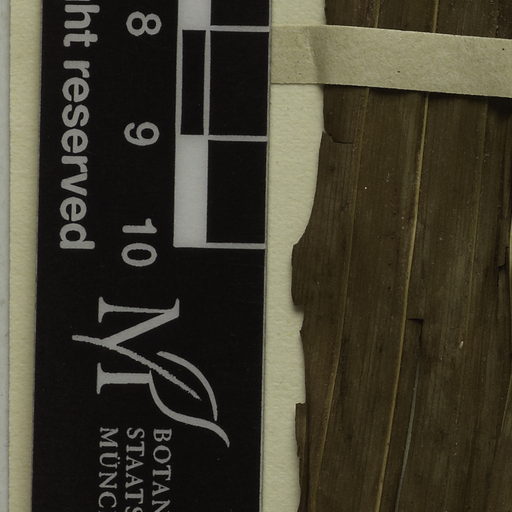 ght reserved
8
9
10
BOTAN
STAATS
MÜNC